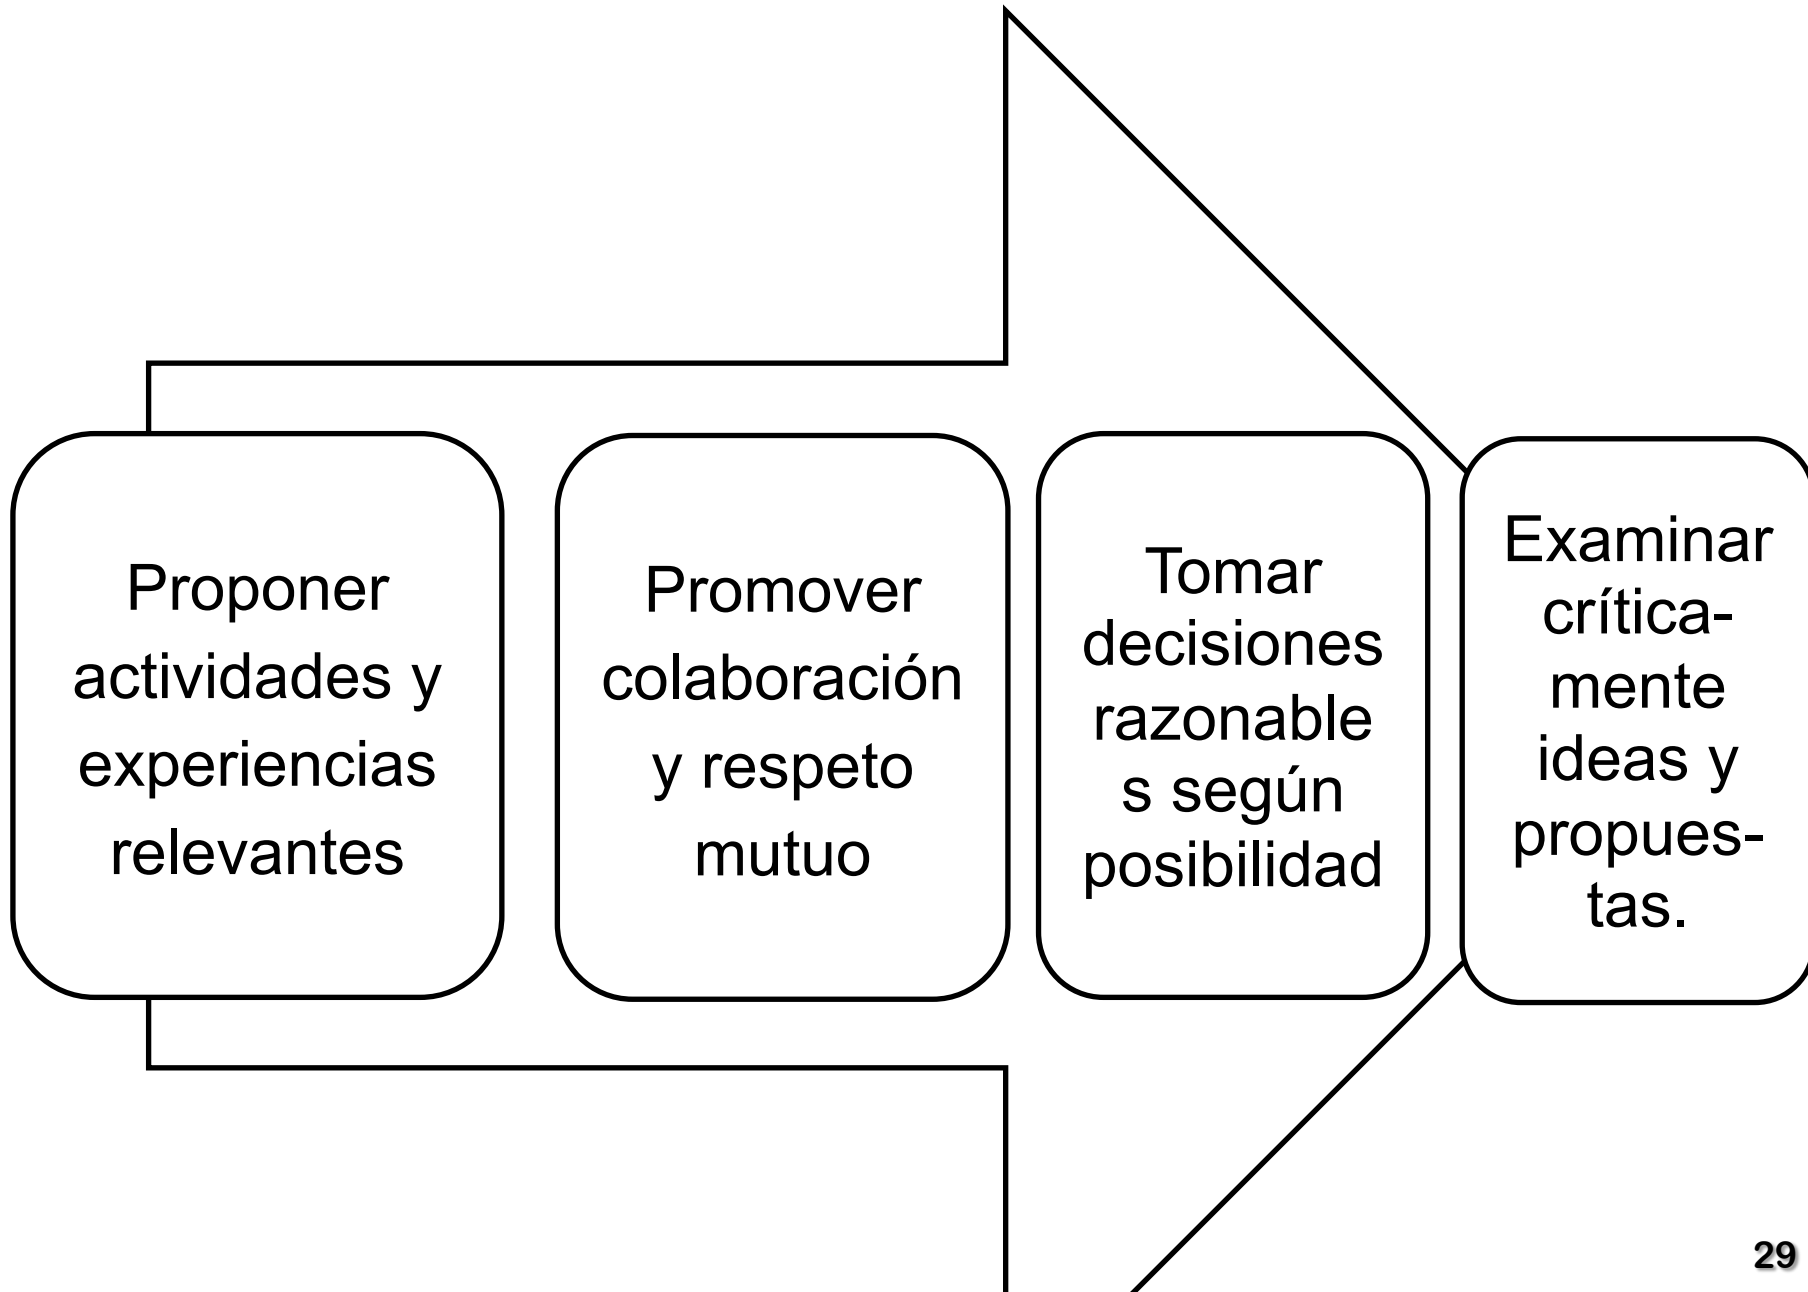 Proponer
actividades y
experiencias
relevantes
Promover
colaboración
y respeto
mutuo
Tomar
decisiones
razonable
s según
posibilidad
Examinar
crítica-
mente
ideas y
propues-
tas.
29